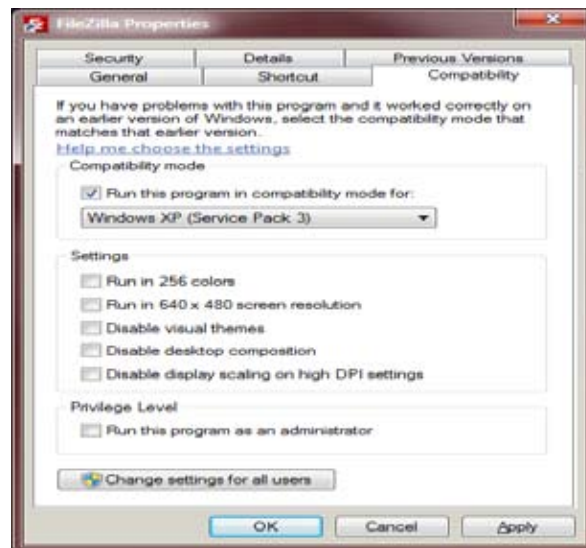 FileZilla Properties
Security Details Previous Versions
General Shortcut Compatibility
If you have problems with this program and it worked correctly on
an earlier version of Windows, select the compatibility mode that
matches that earlier version.
Help me choose the settings
Compatibility mode
Run this program in compatibility mode for:
Windows XP (Service Pack 3)
Settings
Run in 256 colors
Run in 640 x 480 screen resolution
Disable visual themes
Disable desktop composition
Disable display scaling on high DPI settings
Privilege Level
Run this program as an administrator
Change settings for all users
OK Cancel Apply